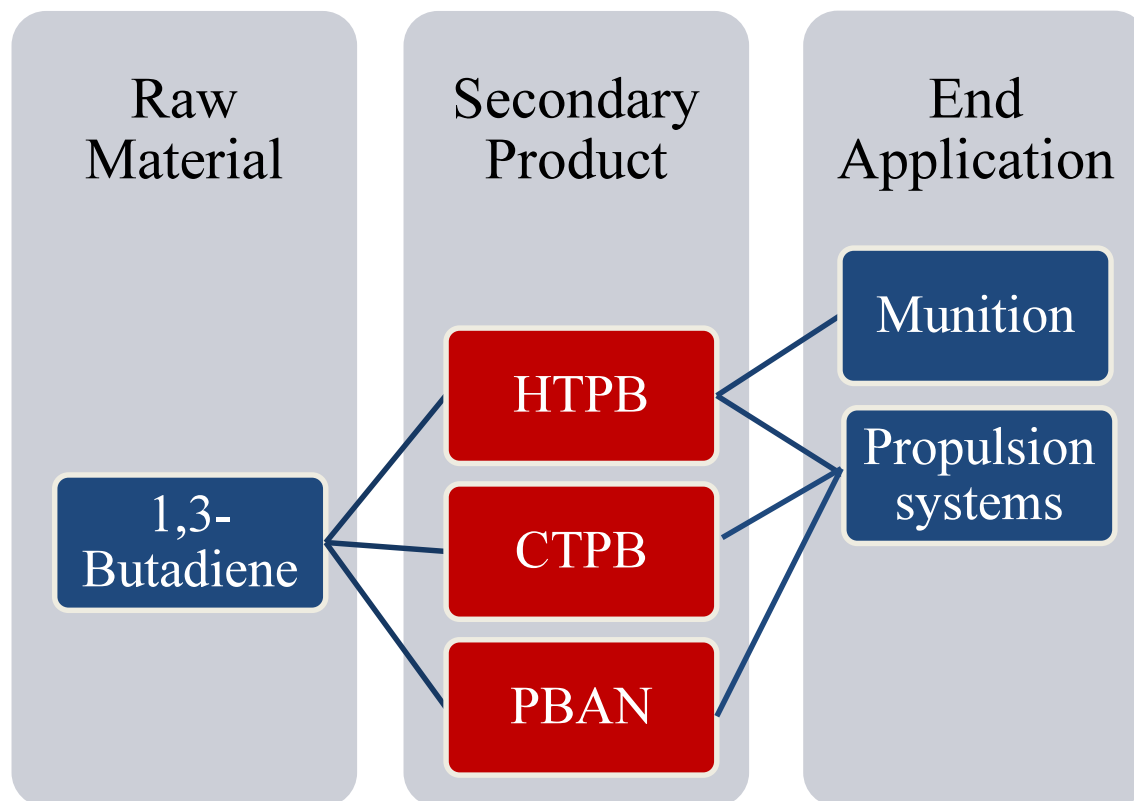 Raw
Material
Secondary
Product
End
Application
1,3-
Butadiene
HTPB
CTPB
PBAN
Munition
Propulsion
systems